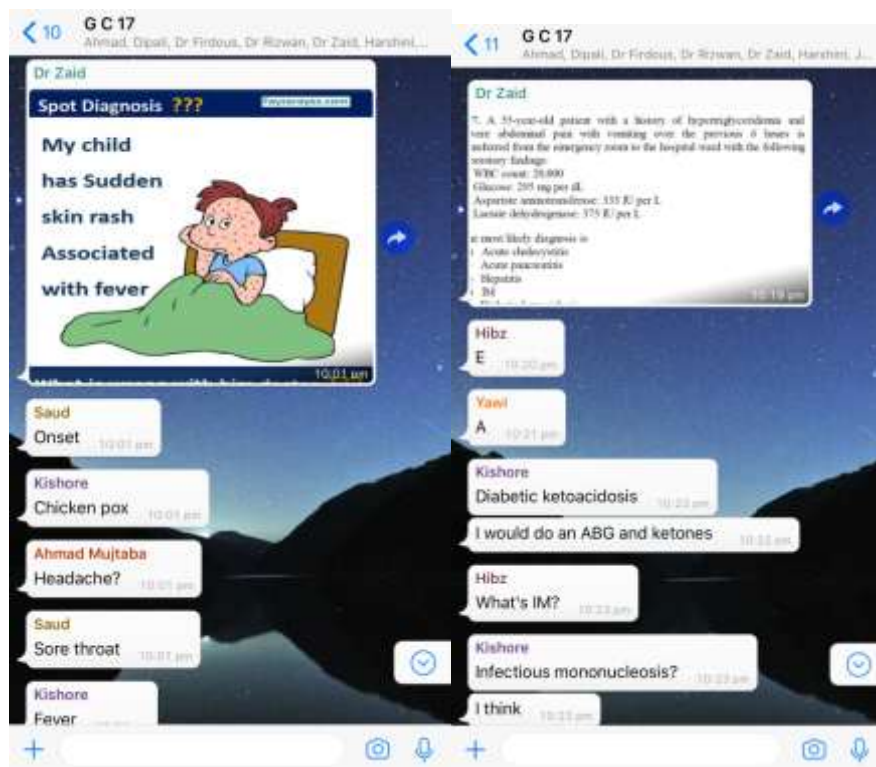 10
G C 17
Ahmad, Dipali, Dr Firdous, Dr Rizwan, Dr Zaid, Harshini,...
Dr Zaid
Spot Diagnosis ???
My child
has Sudden
skin rash
Associated
with fever
10:01 pm
Saud
Onset
10:01 pm
Kishore
Chicken pox
10:01 pm
Ahmad Mujtaba
Headache?
10:01 pm
Saud
Sore throat
10:01 pm
Kishore
Fever
11
G C 17
Ahmad, Dipali, Dr Firdous, Dr Rizwan, Dr Zaid, Harshini, J...
Dr Zaid
7. A 55-year-old patient with a history of hypertriglyceridemia and
vere abdominal pain with vomiting over the previous 6 hours is
from the emergency room to the hospital ward with the following
findings:
WBC count: 20,000
Glucose: 295 mg per dL
Aspartate aminotransferase: 335 IU per L
Lactate dehydrogenase: 375 IU per L
most likely diagnosis is
Acute cholecystitis
Acute pancreatitis
Hepatitis
10:19 pm
Hibz
E
10:20 pm
Yawi
A
10:21 pm
Kishore
Diabetic ketoacidosis
10:23 pm
I would do an ABG and ketones
10:23 pm
Hibz
What's IM?
10:23 pm
Kishore
Infectious mononucleosis?
10:23 pm
I think
10:23 pm